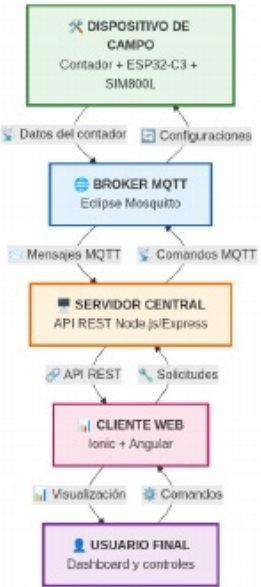 🛠️ DISPOSITIVO DE
CAMPO
Contador + ESP32-C3 +
SIM800L
📡 Datos del contador
🔄 Configuraciones
🌐 BROKER MQTT
Eclipse Mosquitto
📨 Mensajes MQTT
📡 Comandos MQTT
🖥️ SERVIDOR CENTRAL
API REST Node.js/Express
🔗 API REST
🔧 Solicitudes
📊 CLIENTE WEB
Ionic + Angular
📊 Visualización
⚙️ Comandos
👤 USUARIO FINAL
Dashboard y controles